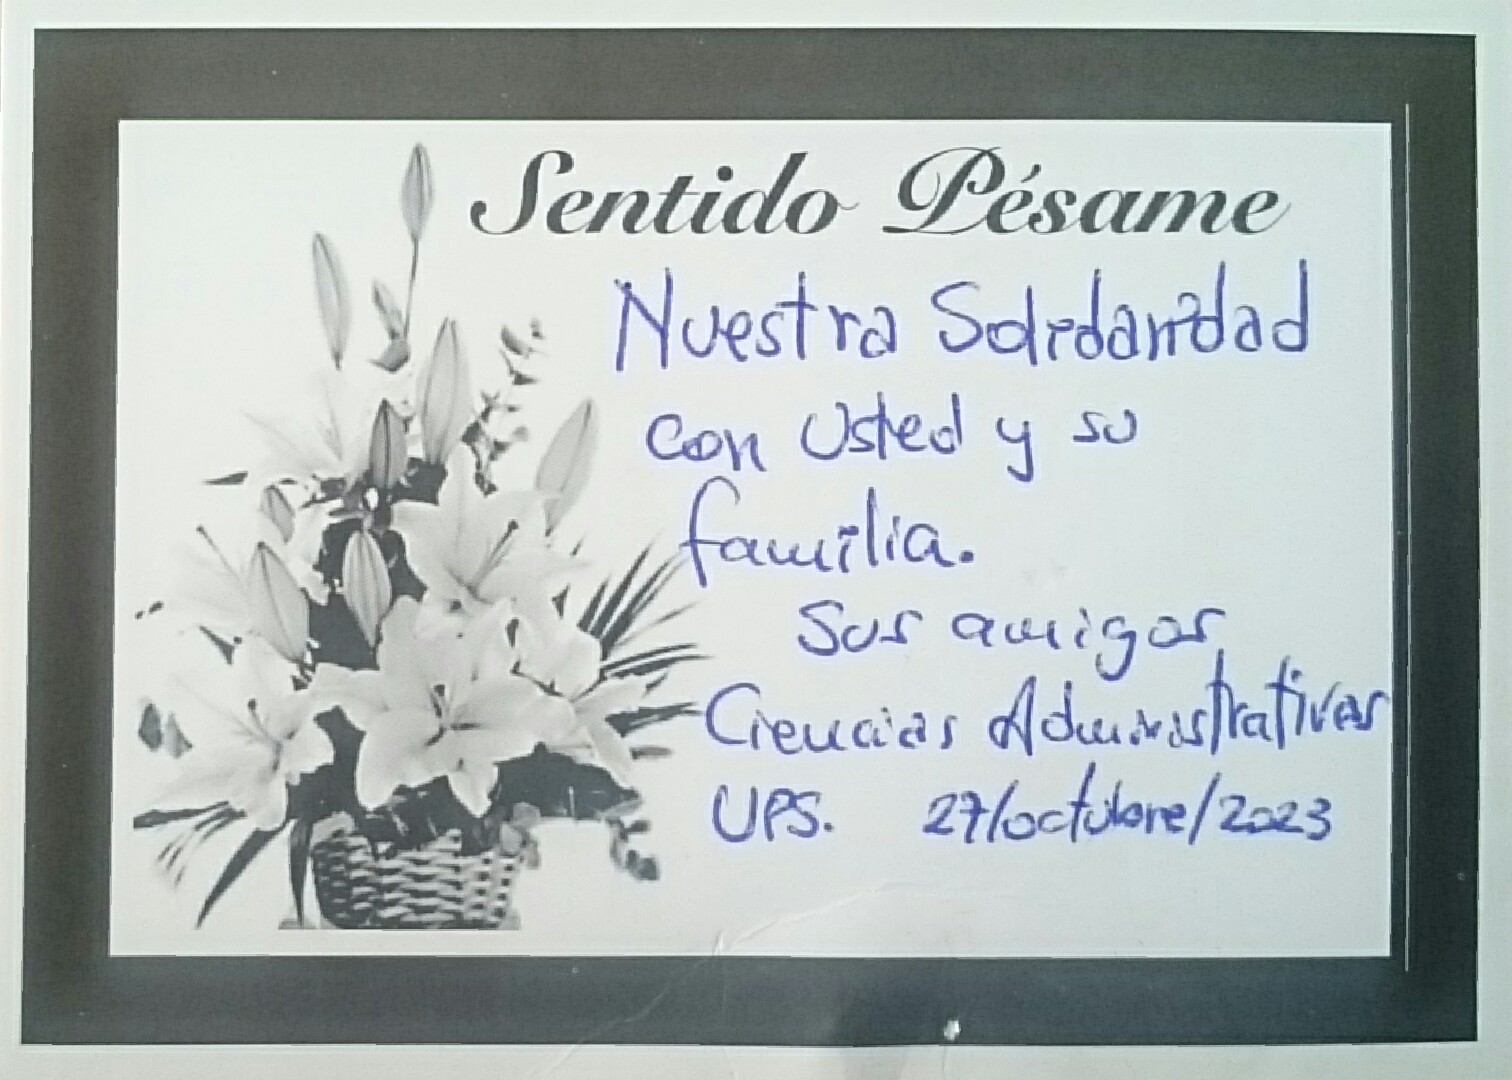 Sentido Pésame
Nuestra Solidaridad
con Usted y su
familia.
Sus amigos
Ciencias Administrativas
UPS. 27/octubre/2023